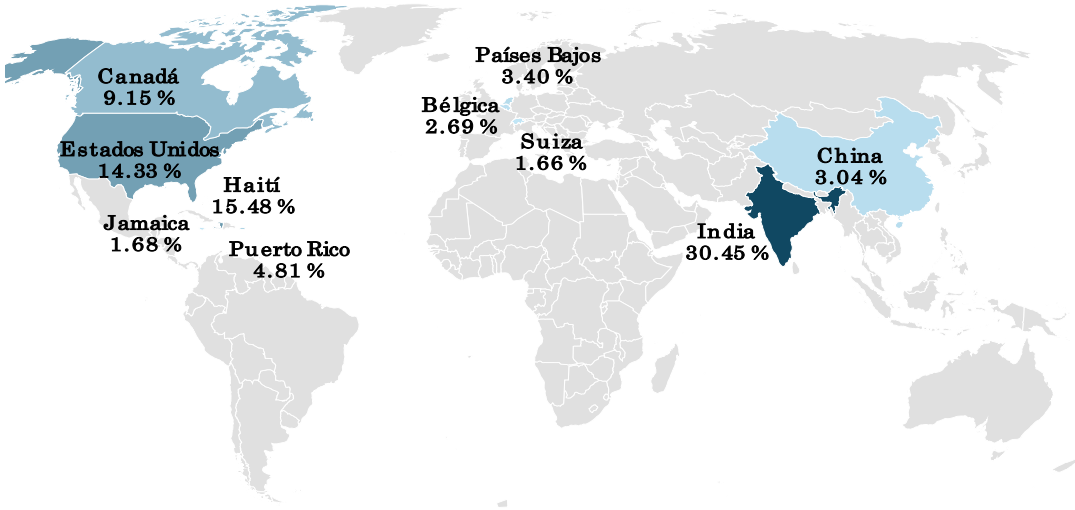 Países Bajos
3.40 %
Canadá
9.15 %
Bélgica
2.69 %
Suiza
1.66 %
Estados Unidos
14.33 %
China
3.04 %
Haití
15.48 %
Jamaica
1.68 %
India
30.45 %
Puerto Rico
4.81 %